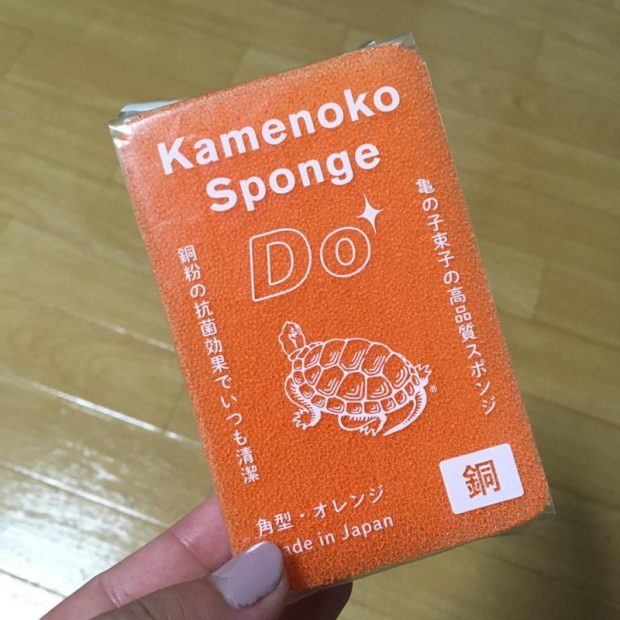 Kamenoko
Sponge
Do
亀の子束子の高品質スポンジ
銅粉の抗菌効果でいつも清潔
®
銅
角型・オレンジ
ade in Japan